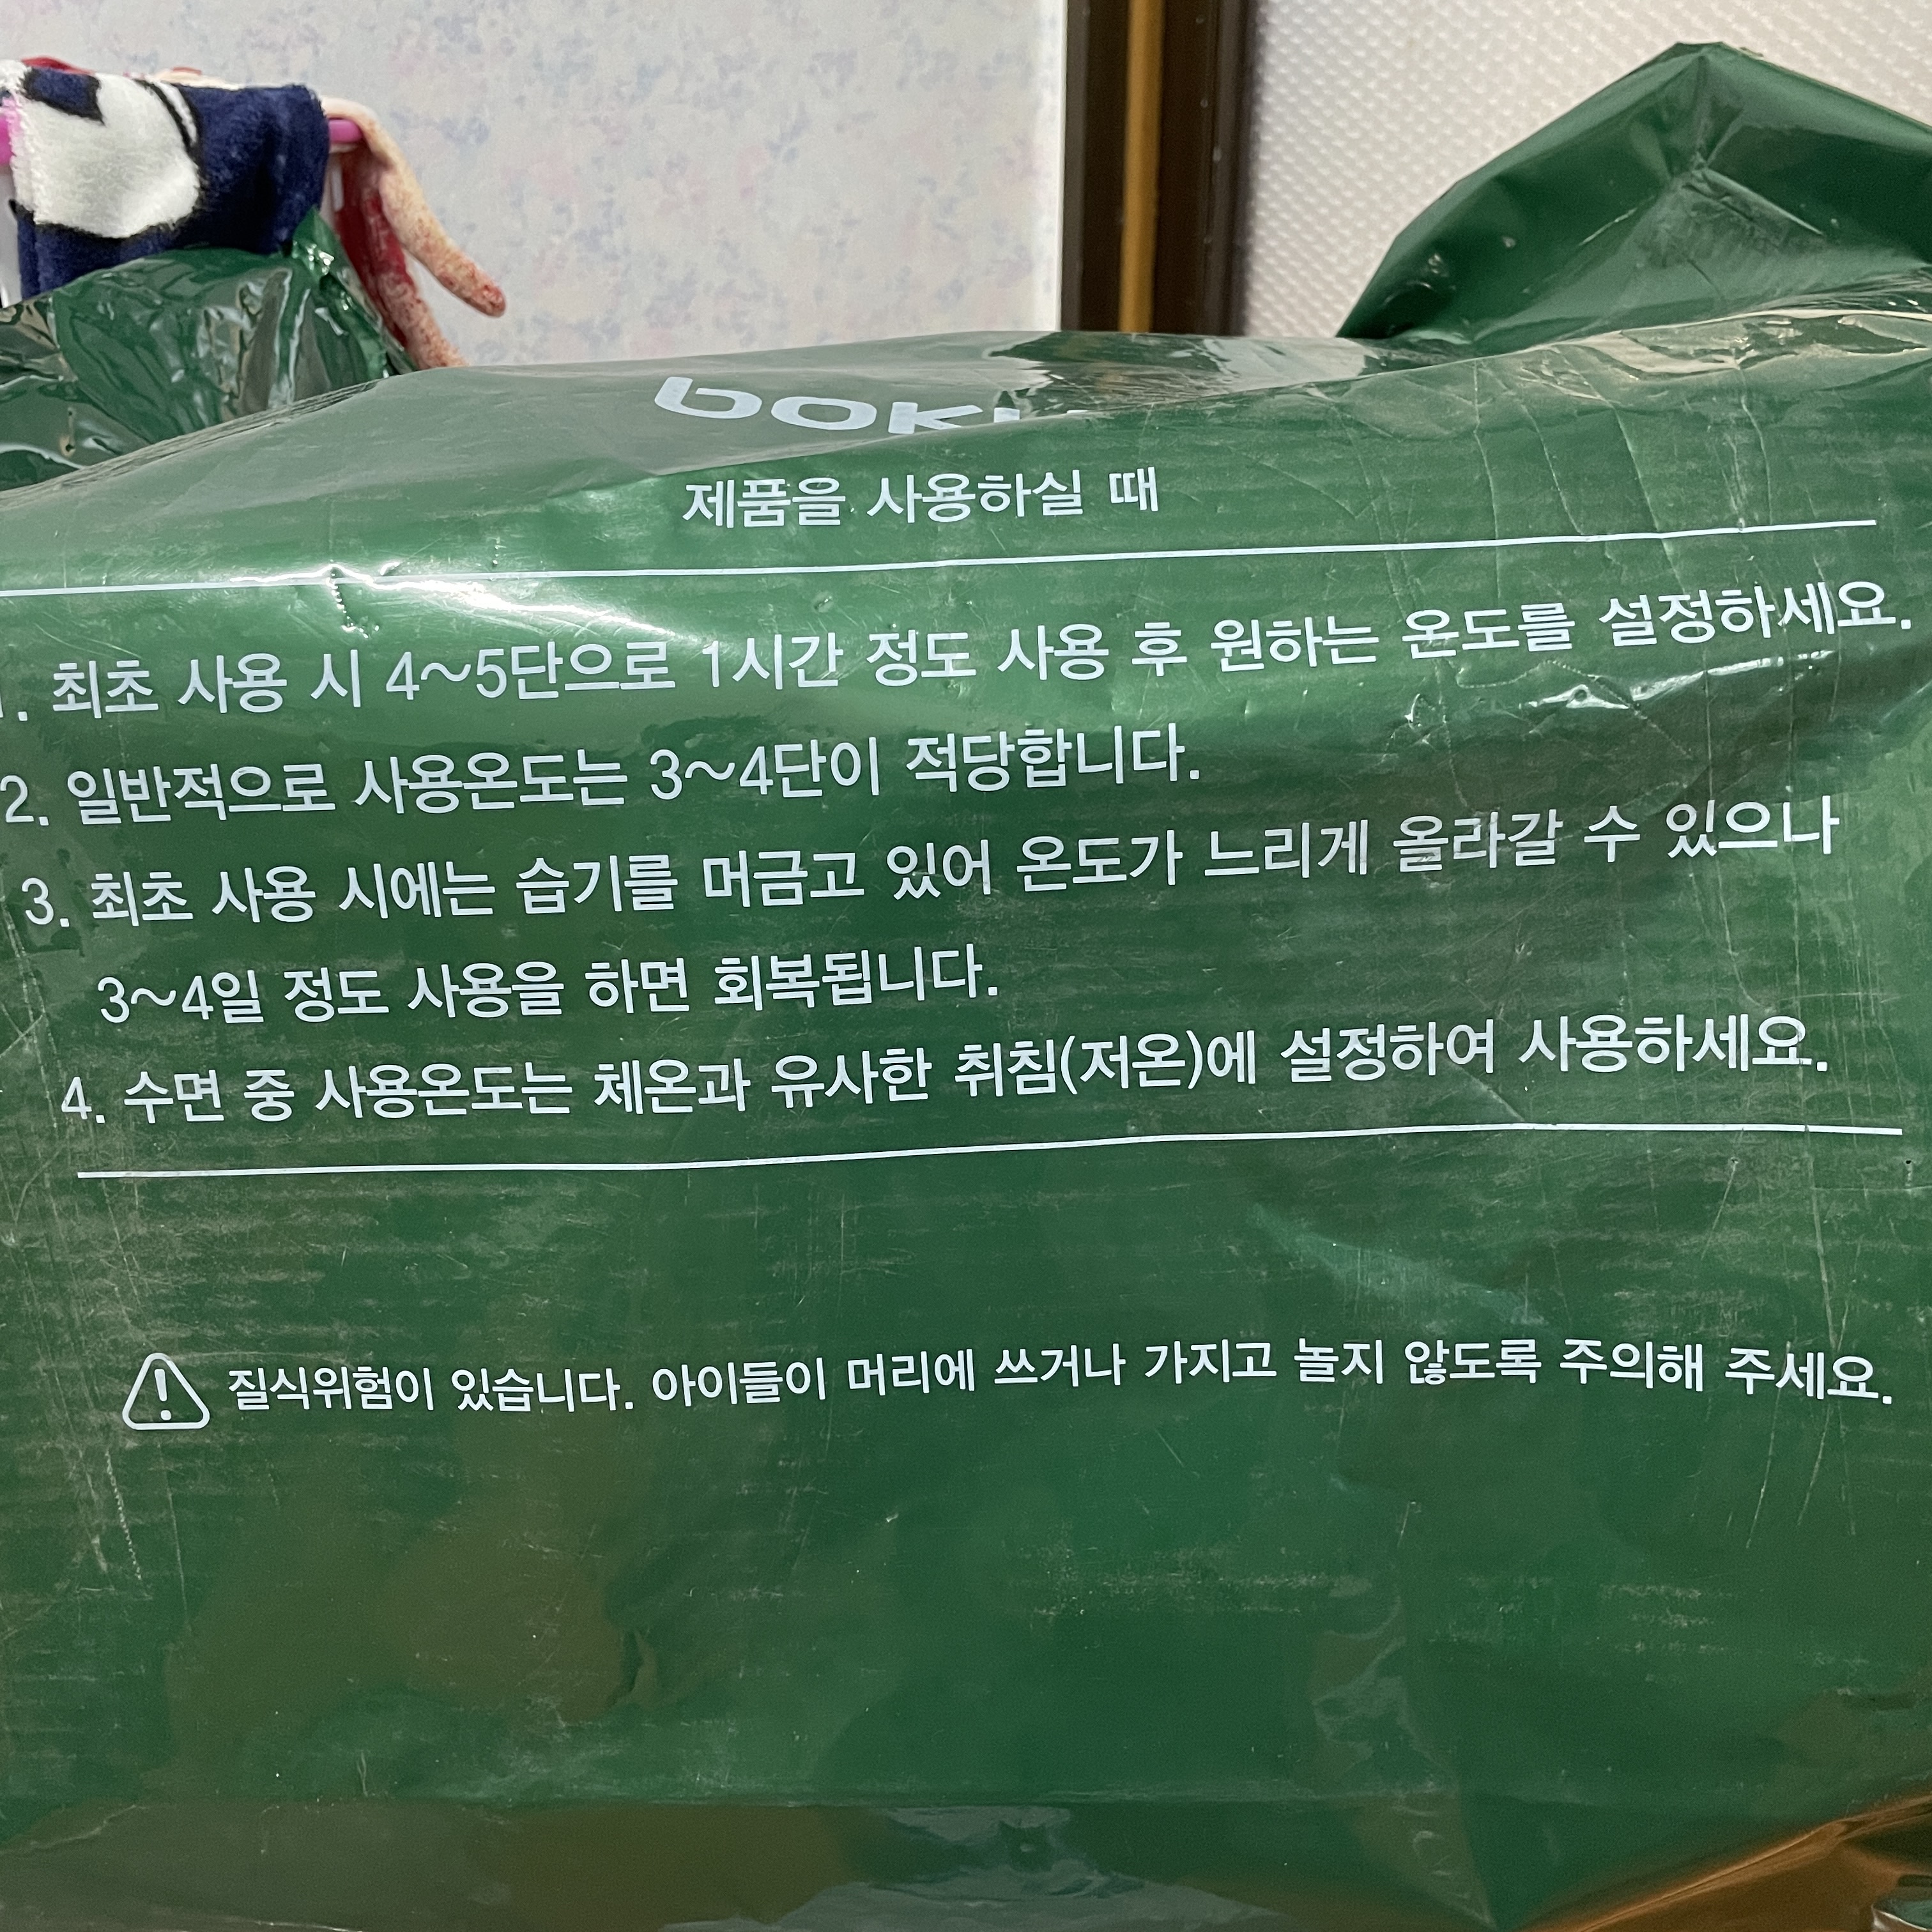 제품을 사용하실 때
1. 최초 사용 시 4~5단으로 1시간 정도 사용 후 원하는 온도를 설정하세요.
2. 일반적으로 사용온도는 3~4단이 적당합니다.
3. 최초 사용 시에는 습기를 머금고 있어 온도가 느리게 올라갈 수 있으나
3~4일 정도 사용을 하면 회복됩니다.
4. 수면 중 사용온도는 체온과 유사한 취침(저온)에 설정하여 사용하세요.
질식위험이 있습니다. 아이들이 머리에 쓰거나 가지고 놀지 않도록 주의해 주세요.